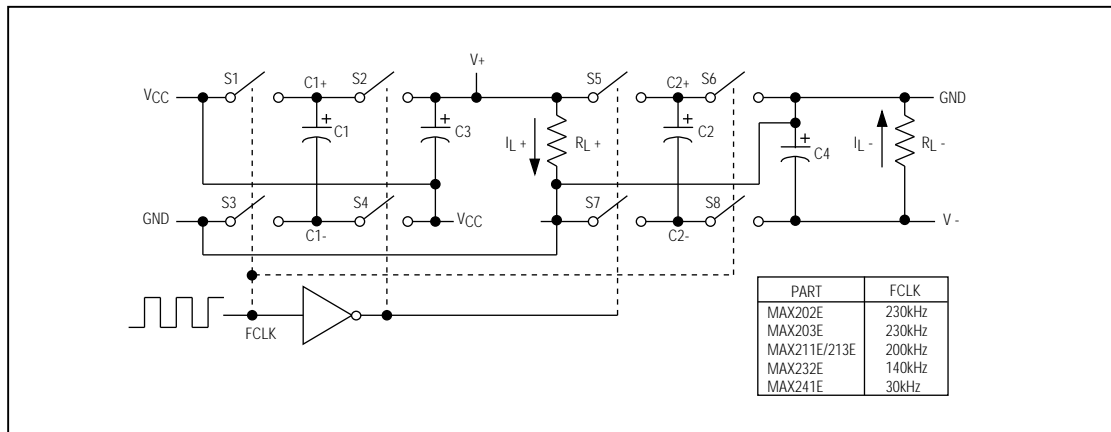 V+
S1 C1+ S2 S5 C2+ S6
VCC GND
+ C1 + C3 IL + RL + + C2 + C4 IL - RL -
S3 S4 S7 S8
GND VCC V -
C1- C2-
FCLK
PART FCLK
MAX202E 230kHz
MAX203E 230kHz
MAX211E/213E 200kHz
MAX232E 140kHz
MAX241E 30kHz